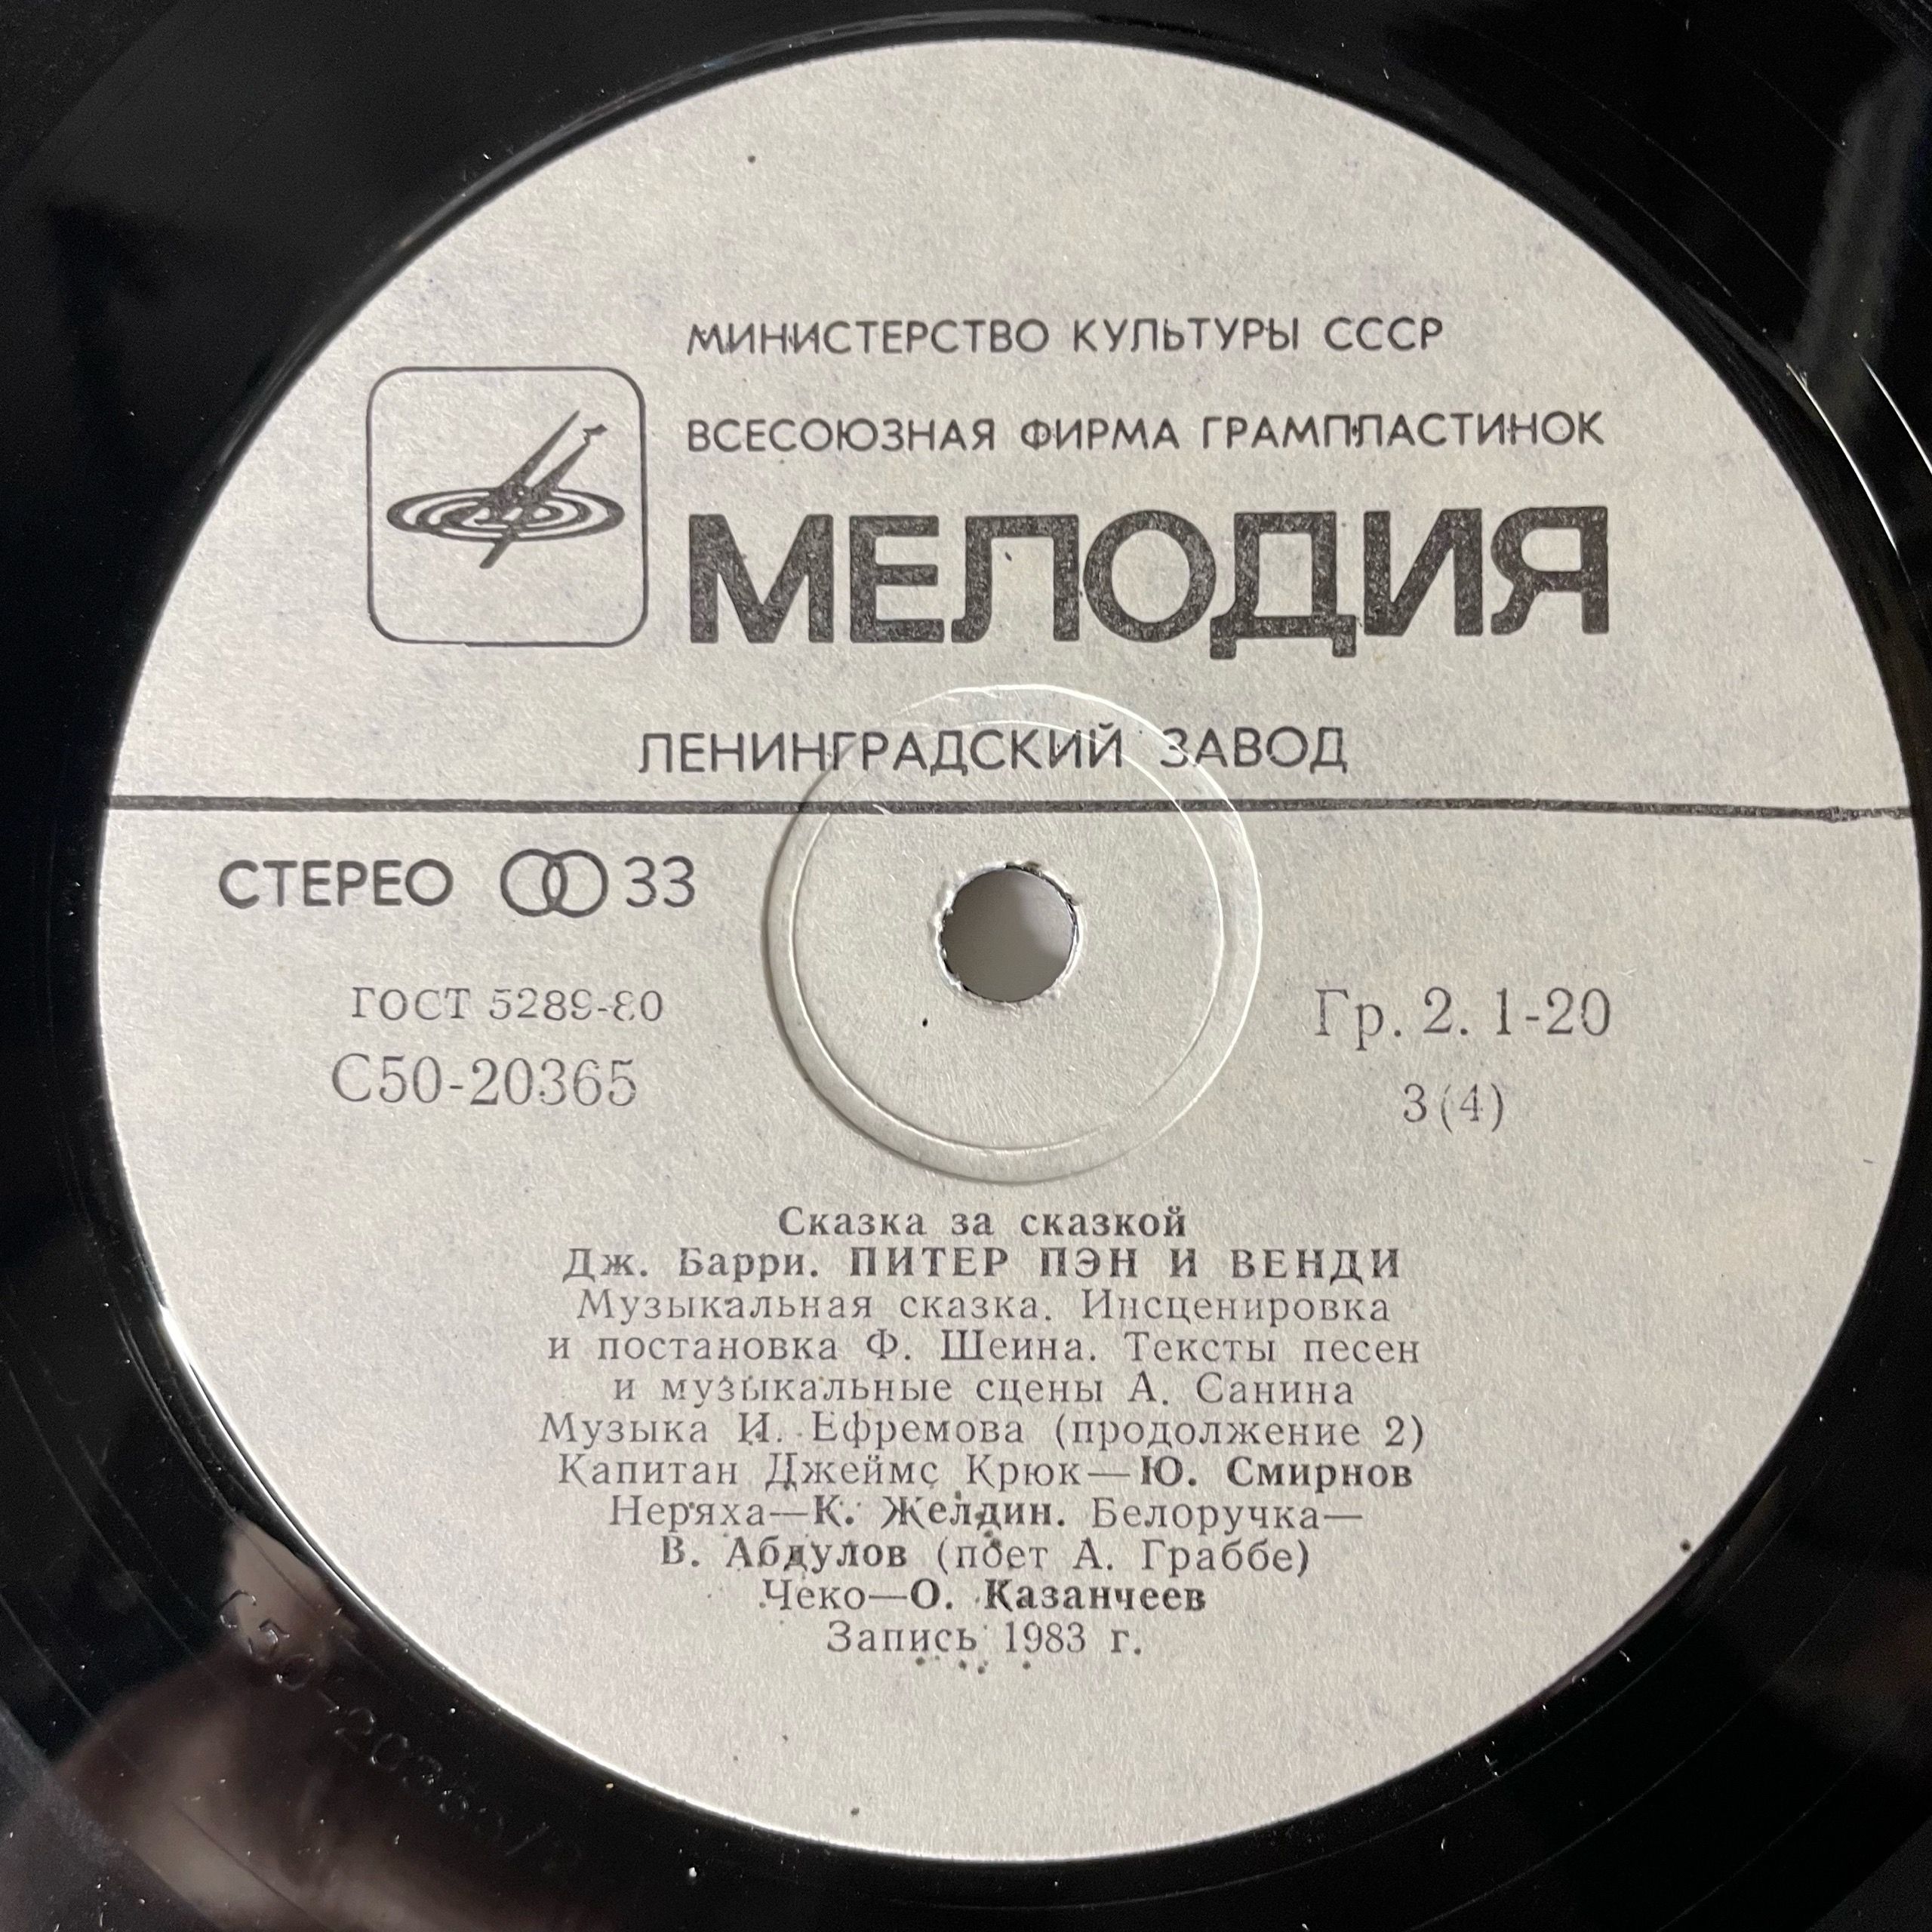 МИНИСТЕРСТВО КУЛЬТУРЫ СССР
ВСЕСОЮЗНАЯ ФИРМА ГРАМПЛАСТИНОК
МЕЛОДИЯ
ЛЕНИНГРАДСКИЙ ЗАВОД
СТЕРЕО 33
ГОСТ 5289-80
С50-20365
Гр. 2. 1-20
3(4)
Сказка за сказкой
Дж. Барри. ПИТЕР ПЭН И ВЕНДИ
Музыкальная сказка. Инсценировка
и постановка Ф. Шеина. Тексты песен
и музыкальные сцены А. Санина
Музыка И. Ефремова (продолжение 2)
Капитан Джеймс Крюк—Ю. Смирнов
Неряха—К. Желдин. Белоручка—
В. Абдулов (поет А. Граббе)
Чеко—О. Казанчеев
Запись 1983 г.